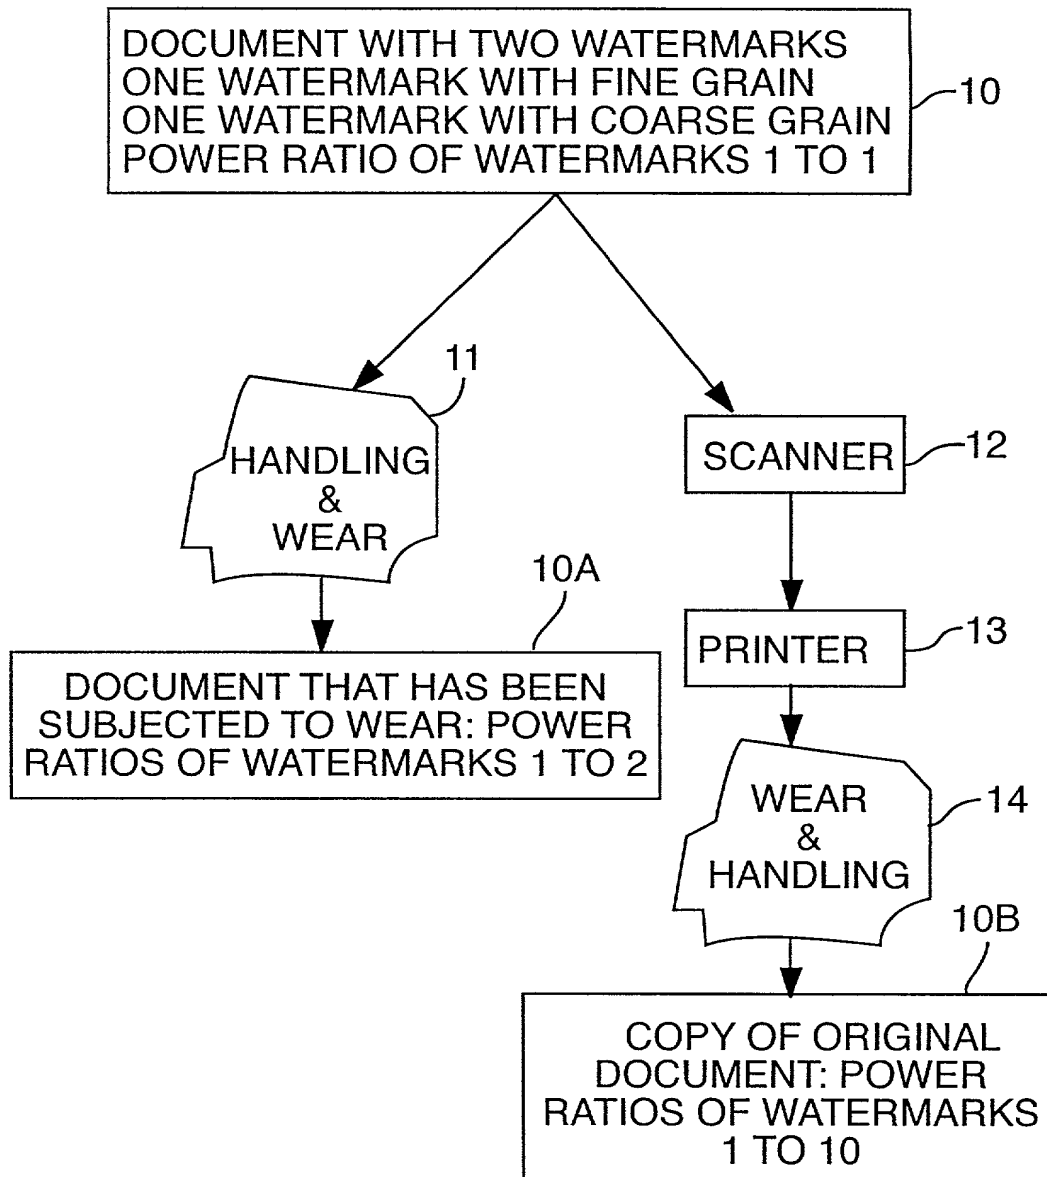 DOCUMENT WITH TWO WATERMARKS
ONE WATERMARK WITH FINE GRAIN
ONE WATERMARK WITH COARSE GRAIN
POWER RATIO OF WATERMARKS 1 TO 1
10
11
HANDLING
&
WEAR
SCANNER
12
10A
PRINTER
13
DOCUMENT THAT HAS BEEN
SUBJECTED TO WEAR: POWER
RATIOS OF WATERMARKS 1 TO 2
WEAR
&
HANDLING
14
10B
COPY OF ORIGINAL
DOCUMENT: POWER
RATIOS OF WATERMARKS
1 TO 10